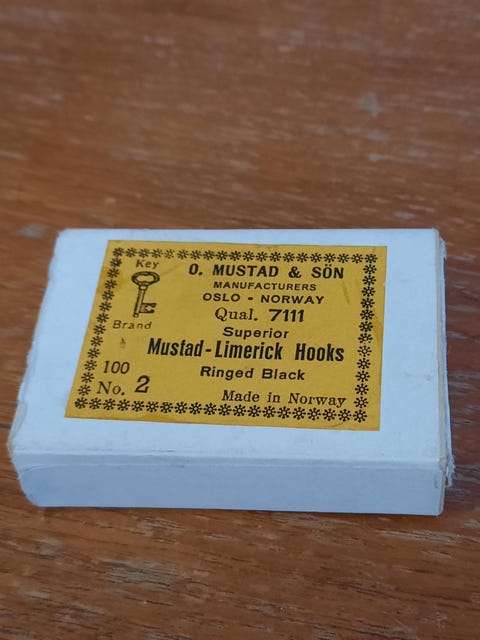 Key
Brand
O. MUSTAD & SÖN
MANUFACTURERS
OSLO - NORWAY
Qual. 7111
Superior
Mustad-Limerick Hooks
Ringed Black
100
No. 2
Made in Norway